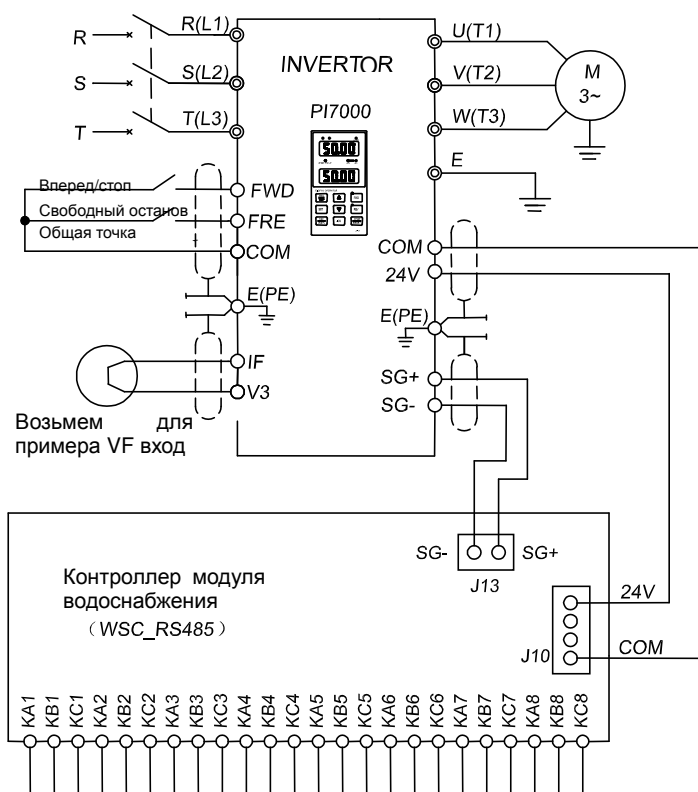 R
R(L1)
S
S(L2)
T
T(L3)
INVERTOR
PI7000
50.00
50.00
U(T1)
V(T2)
W(T3)
E
M
3~
Вперед/стоп
FWD
Свободный останов
FRE
Общая точка
COM
E(PE)
IF
V3
Возьмем для
примера VF вход
COM
24V
E(PE)
SG+
SG-
SG-
SG+
J13
Контроллер модуля
водоснабжения
（WSC_RS485）
24V
J10
COM
KA1 KB1 KC1 KA2 KB2 KC2 KA3 KB3 KC3 KA4 KB4 KC4 KA5 KB5 KC5 KA6 KB6 KC6 KA7 KB7 KC7 KA8 KB8 KC8